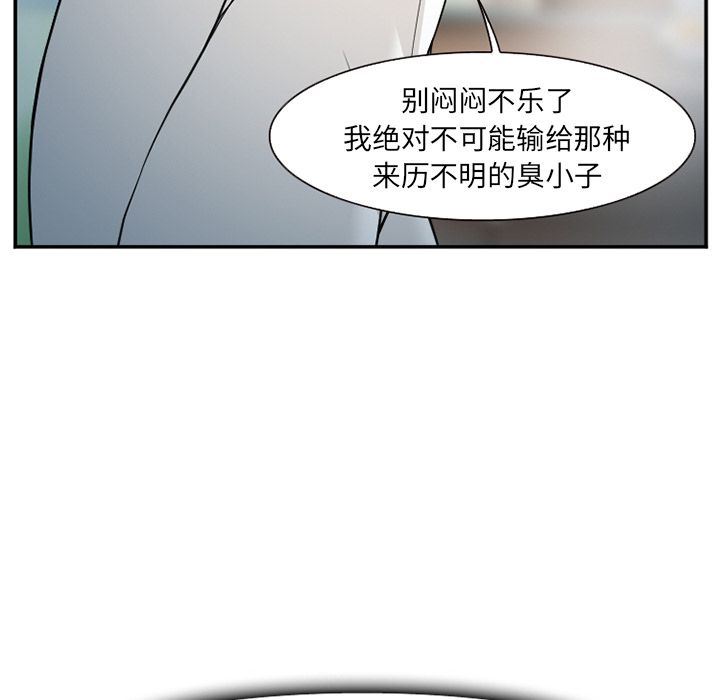 别闷闷不乐了
我绝对不可能输给那种
来历不明的臭小子